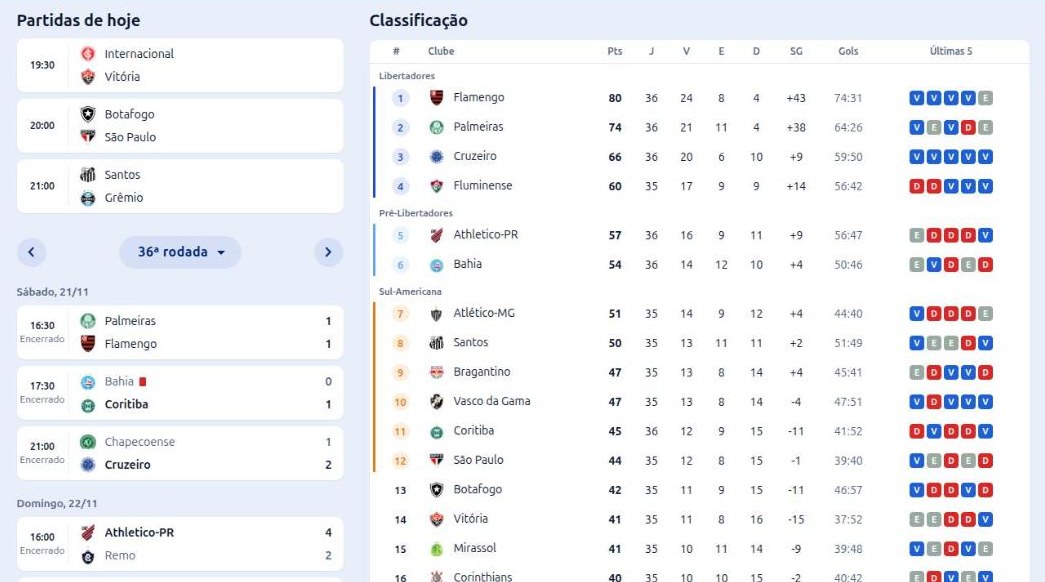 Partidas de hoje
19:30
Internacional
Vitória
20:00
Botafogo
São Paulo
21:00
Santos
Grêmio
36ª rodada
Sábado, 21/11
16:30
Encerrado
Palmeiras 1
Flamengo 1
17:30
Encerrado
Bahia 0
Coritiba 1
21:00
Encerrado
Chapecoense 1
Cruzeiro 2
Domingo, 22/11
16:00
Encerrado
Athletico-PR 4
Remo 2
Classificação
# Clube Pts J V E D SG Gols Últimas 5
Libertadores
1 Flamengo 80 36 24 8 4 +43 74:31 V V V V E
2 Palmeiras 74 36 21 11 4 +38 64:26 V E V D E
3 Cruzeiro 66 36 20 6 10 +9 59:50 V V V V V
4 Fluminense 60 35 17 9 9 +14 56:42 D D V V V
Pré-Libertadores
5 Athletico-PR 57 36 16 9 11 +9 56:47 E D D D V
6 Bahia 54 36 14 12 10 +4 50:46 E V D E D
Sul-Americana
7 Atlético-MG 51 35 14 9 12 +4 44:40 V D D D E
8 Santos 50 35 13 11 11 +2 51:49 V E E D V
9 Bragantino 47 35 13 8 14 +4 45:41 E D V V D
10 Vasco da Gama 47 35 13 8 14 -4 47:51 V D V V V
11 Coritiba 45 36 12 9 15 -11 41:52 D V D D V
12 São Paulo 44 35 12 8 15 -1 39:40 V E D E D
13 Botafogo 42 35 11 9 15 -11 46:57 V D D V D
14 Vitória 41 35 11 8 16 -15 37:52 E E D D V
15 Mirassol 41 35 10 11 14 -9 39:48 V E D V E
16 Corinthians 40 35 10 10 15 -2 40:42 E D V E V